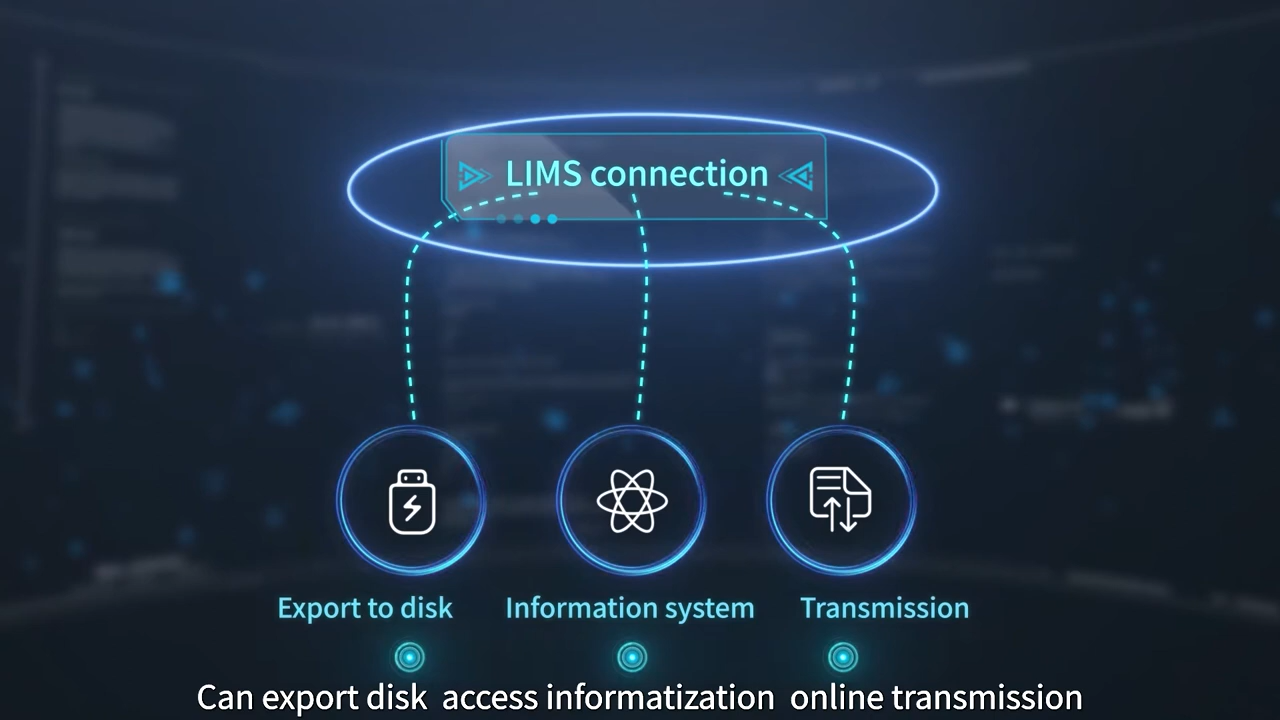 LIMS connection
Export to disk
Information system
Transmission
Can export disk access informatization online transmission